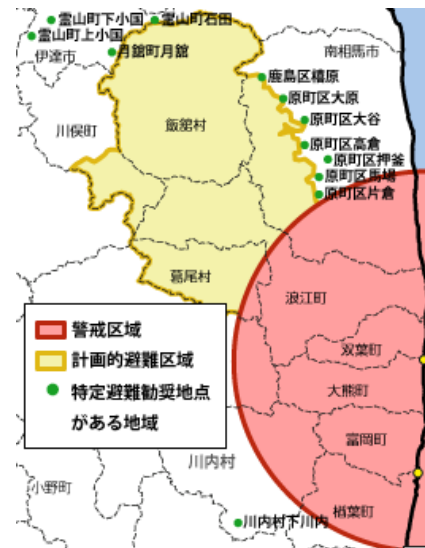 霊山町下小国
霊山町石田
霊山町上小国
伊達市
月舘町月舘
南相馬市
鹿島区橲原
原町区大原
川俣町
飯舘村
原町区大谷
原町区高倉
原町区押釜
原町区馬場
原町区片倉
葛尾村
浪江町
警戒区域
計画的避難区域
特定避難勧奨地点
がある地域
双葉町
大熊町
富岡町
川内村
小野町
楢葉町
川内村下川内